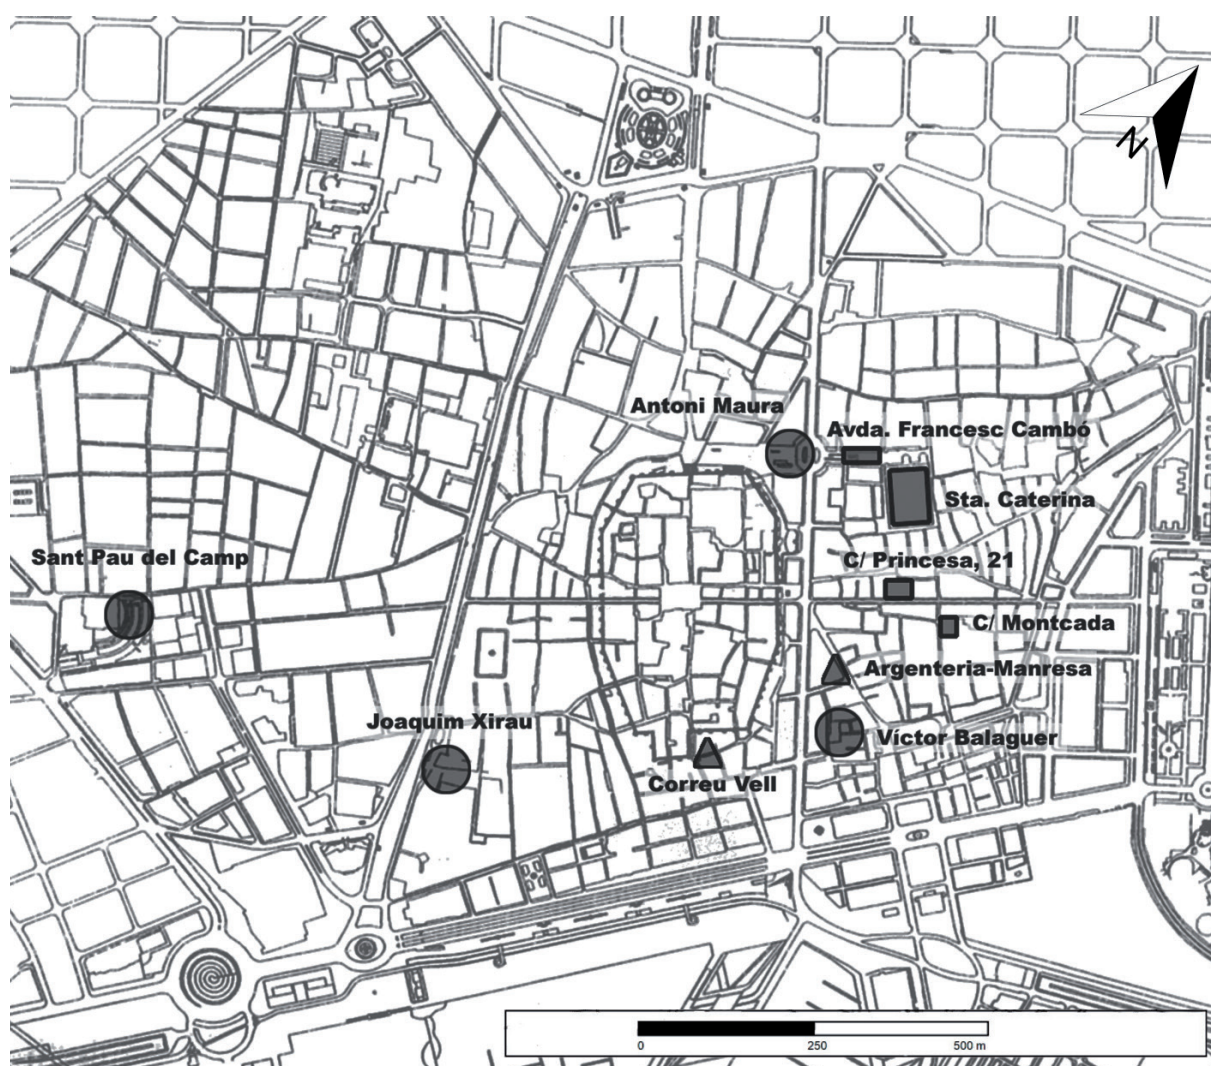 N
Antoni Maura
Avda. Francesc Cambó
Sta. Caterina
Sant Pau del Camp
C/ Princesa, 21
C/ Montcada
Argenteria-Manresa
Joaquim Xirau
Víctor Balaguer
Correu Vell
0 250 500 m